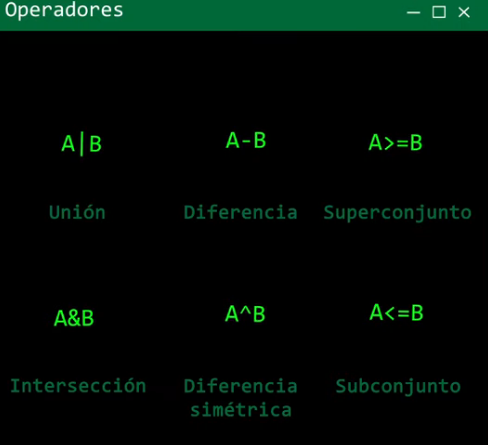 Operadores
A|B A-B A>=B
Unión Diferencia Superconjunto
A&B A^B A<=B
Intersección Diferencia Subconjunto
simétrica